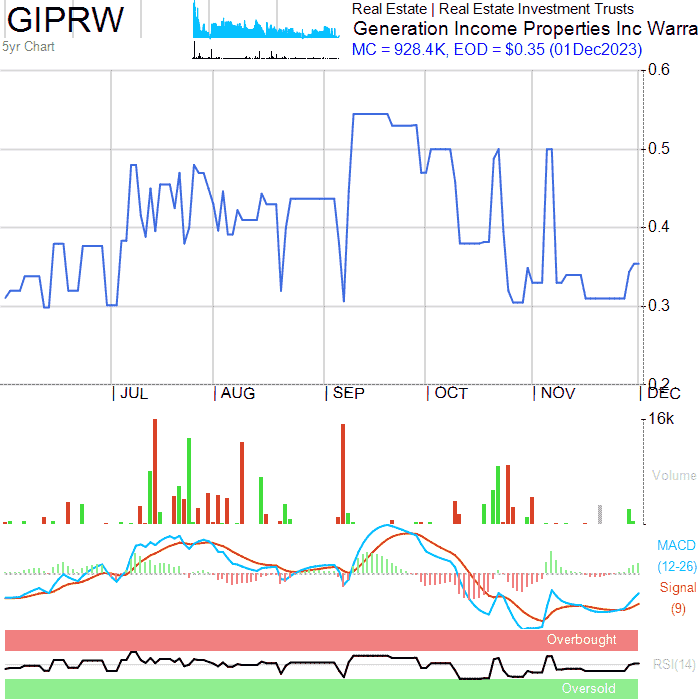 GIPRW
5yr Chart
Real Estate | Real Estate Investment Trusts
Generation Income Properties Inc Warra
MC = 928.4K, EOD = $0.35 (01Dec2023)
0.6
0.5
0.4
0.3
0.2
JUL AUG SEP OCT NOV DEC
16k
Volume
MACD
(12-26)
Signal
(9)
Overbought
RSI(14)
Oversold